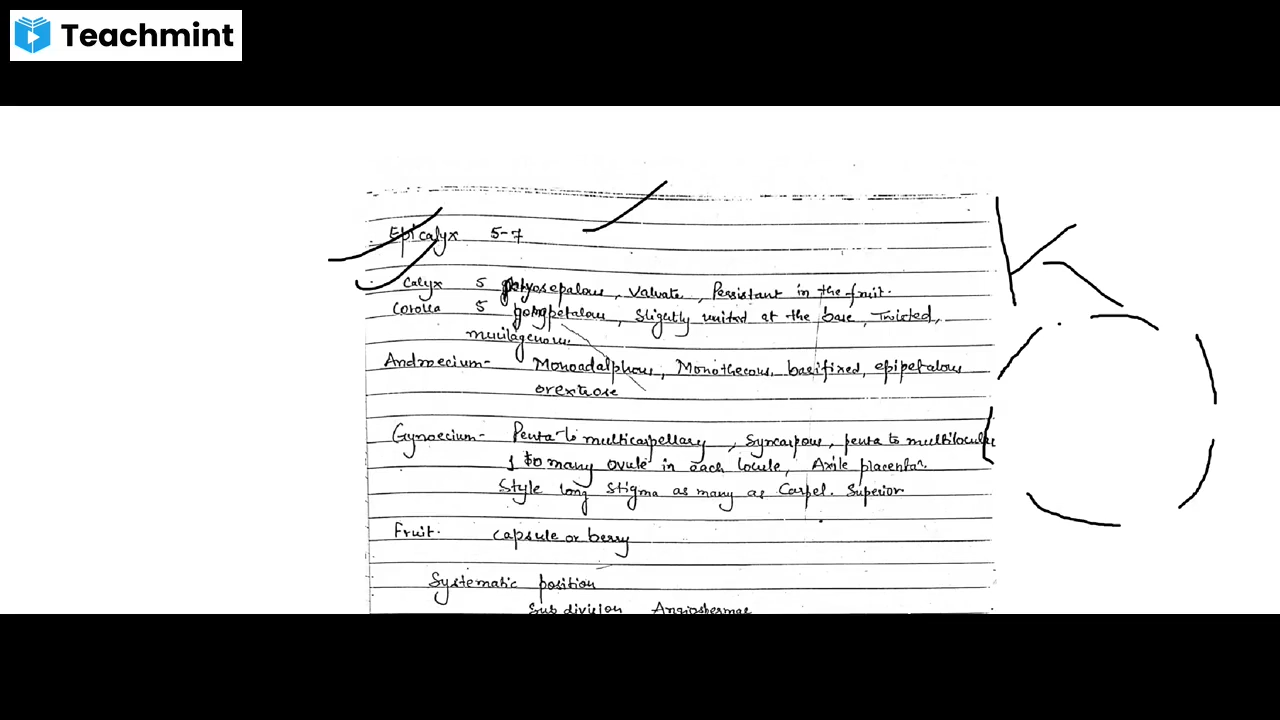 Teachmint
K
Epicalyx 5-7
Calyx 5 polysepalous, Valvate, Persistant in the fruit.
Corolla 5 gamopetalous, Slightly united at the base, Twisted,
mucilagenous.
Androecium- Monoadelphous, Monothecous, basifixed, epipetalous
orextrose
Gynoecium- Penta to multicarpellary, Syncarpous, penta to multilocular
1 to many ovule in each locule, Axile placenta.
Style long Stigma as many as Carpel. Superior
Fruit. Capsule or berry
Systematic position
Sub division Angiospermae